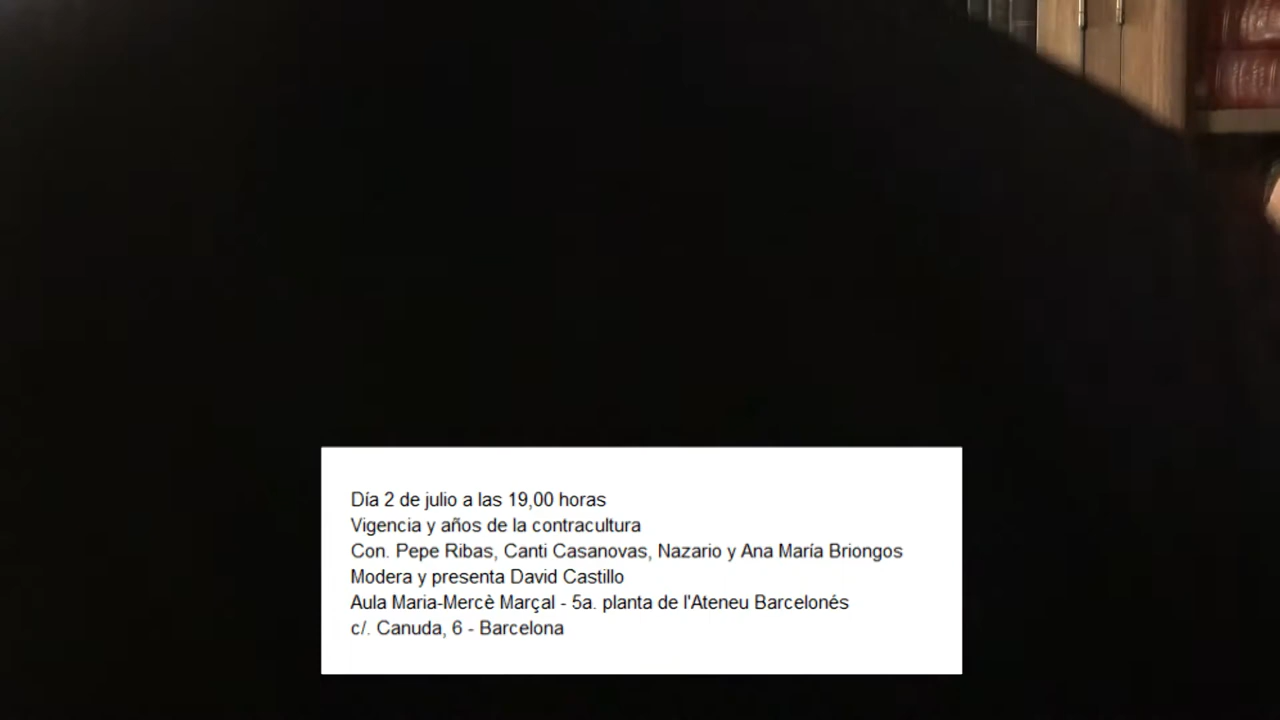 Día 2 de julio a las 19,00 horas
Vigencia y años de la contracultura
Con. Pepe Ribas, Canti Casanovas, Nazario y Ana María Briongos
Modera y presenta David Castillo
Aula Maria-Mercè Marçal - 5a. planta de l'Ateneu Barcelonés
c/. Canuda, 6 - Barcelona